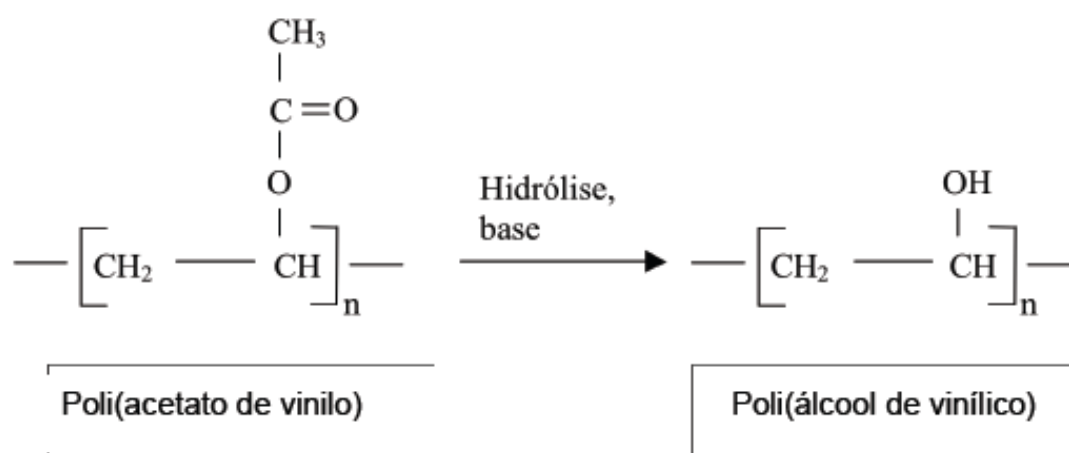 CH₃
C=O
O
Hidrólise,
base
OH
CH₂
CH
n
CH₂
CH
n
Poli(acetato de vinilo)
Poli(álcool de vinílico)